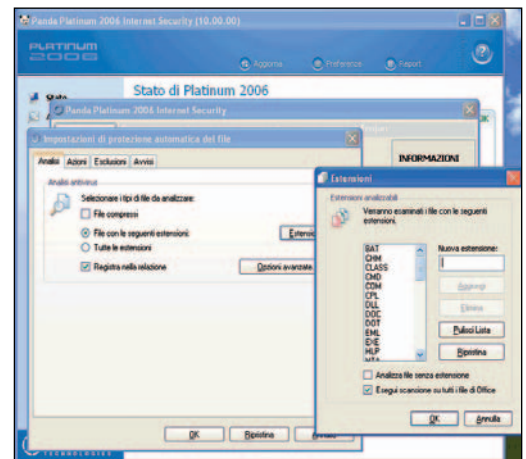 Panda Platinum 2006 Internet Security (10.00.00)
PLATINUM
2006
Aggiorna
Preferenze
Report
Stato di Platinum 2006
Stato
Panda Platinum 2006 Internet Security
Impostazioni di protezione automatica del file
Analisi Azioni Esclusioni Avvisi
INFORMAZIONI
Analisi antivirus
Selezionare i tipi di file da analizzare:
File compressi
File con le seguenti estensioni:
Tutte le estensioni
Registra nella relazione
Opzioni avanzate
OK
Ripristina
Estensioni
Estensioni analizzabili
Verranno esaminati i file con le seguenti
estensioni.
BAT
CHM
CLASS
CMD
COM
CPL
DLL
DOC
DOT
EML
EXE
HLP
HTA
Nuova estensione:
Aggiungi
Elimina
Pulisci Lista
Ripristina
Analizza file senza estensione
Esegui scansione su tutti i file di Office
OK
Annulla
TECHNOLOGIES